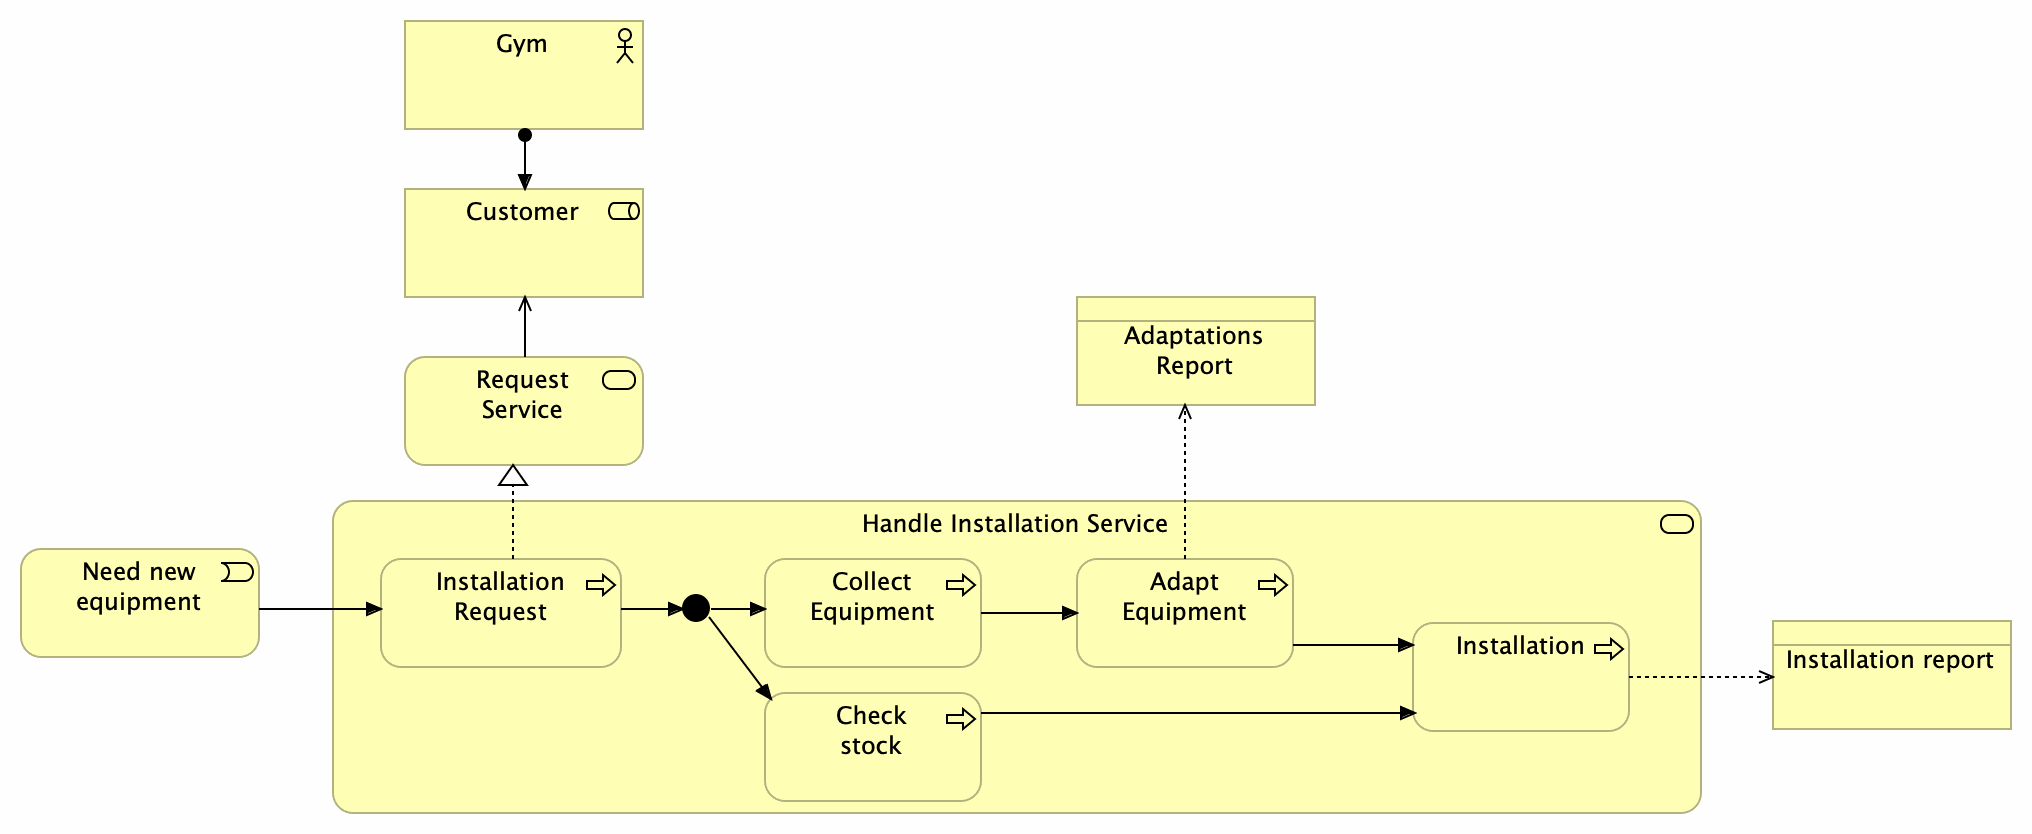 Gym
Customer
Request
Service
Adaptations
Report
Handle Installation Service
Need new
equipment
Installation
Request
Collect
Equipment
Adapt
Equipment
Installation
Installation report
Check
stock